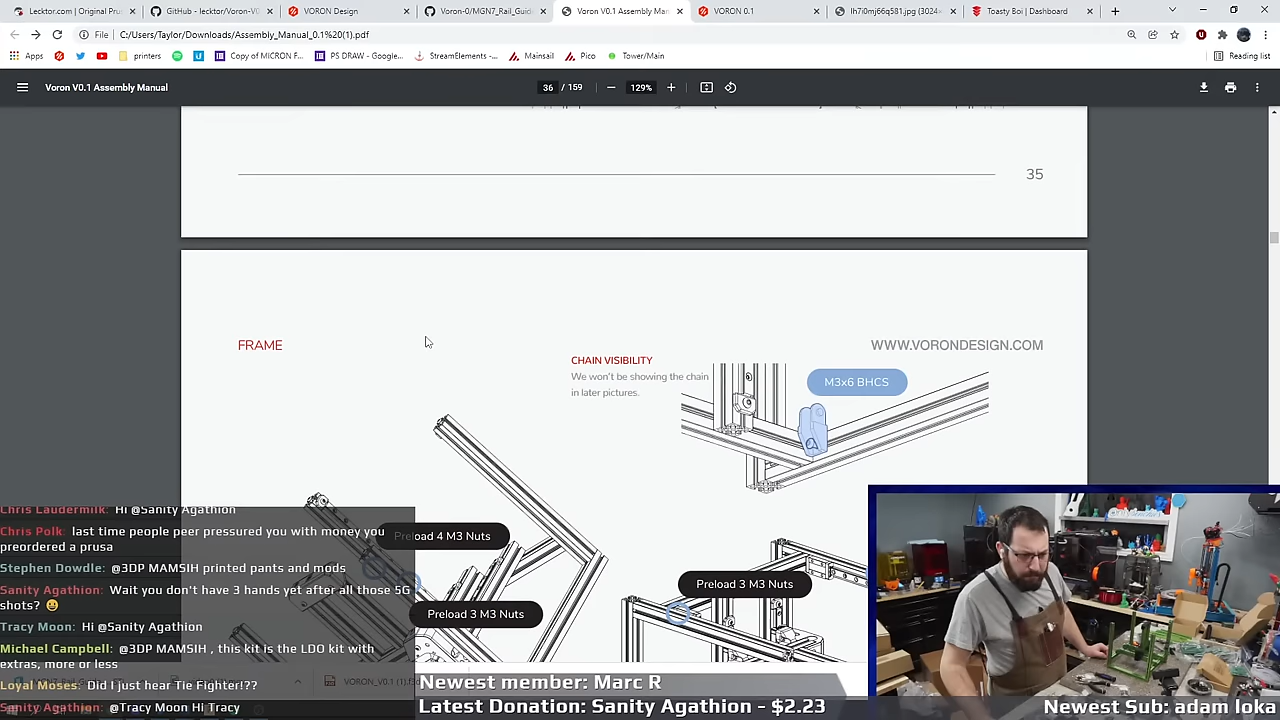 Lecktor.com | Original Pru
GitHub - lecktor/Voron-V0
VORON Design
Voron-0/MGN7_Rail_Guid
Voron V0.1 Assembly Man
VORON 0.1
lh7i0mj66q581.jpg (3024×
Toasty Boi | Dashboard
File
C:/Users/Taylor/Downloads/Assembly_Manual_0.1%20(1).pdf
Apps
printers
Copy of MICRON F...
PS DRAW - Google...
StreamElements -...
Mainsail
Pico
Tower/Main
Reading list
Voron V0.1 Assembly Manual
36 / 159
129%
35
FRAME
WWW.VORONDESIGN.COM
CHAIN VISIBILITY
We won't be showing the chain
in later pictures.
M3x6 BHCS
Preload 4 M3 Nuts
Preload 3 M3 Nuts
Preload 3 M3 Nuts
Chris Laudermilk: Hi @Sanity Agathion
Chris Polk: last time people peer pressured you with money you
preordered a prusa
Stephen Dowdle: @3DP MAMSIH printed pants and mods
Sanity Agathion: Wait you don't have 3 hands yet after all those 5G
shots? 😀
Tracy Moon: Hi @Sanity Agathion
Michael Campbell: @3DP MAMSIH , this kit is the LDO kit with
extras, more or less
Loyal Moses: Did I just hear Tie Fighter!??
Sanity Agathion: @Tracy Moon Hi Tracy
Newest member: Marc R
Latest Donation: Sanity Agathion - $2.23
Newest Sub: adam loka